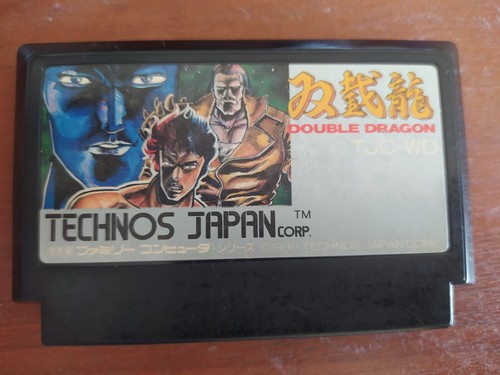 双截龍
DOUBLE DRAGON
TJC-WD
TECHNOS JAPAN CORP.™
ファミリー コンピュータ・シリーズ © 1988 TECHNOS JAPAN CORP.